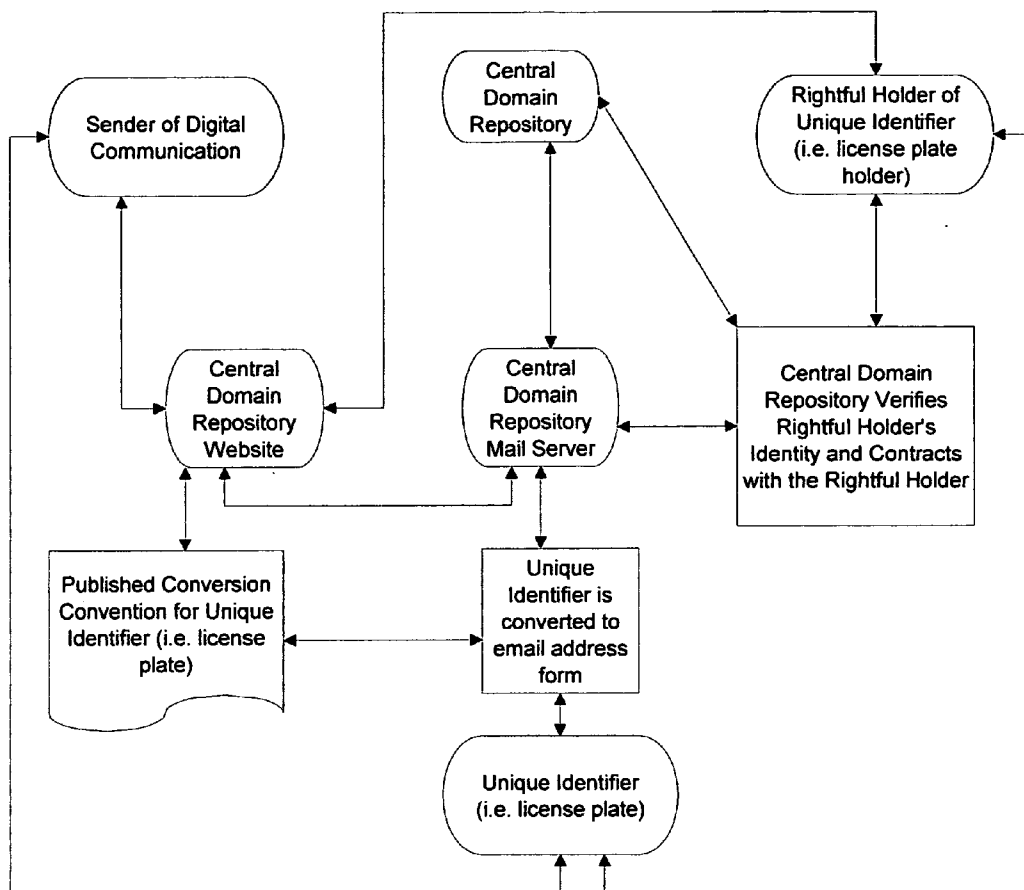 Sender of Digital
Communication
Central
Domain
Repository
Rightful Holder of
Unique Identifier
(i.e. license plate
holder)
Central
Domain
Repository
Website
Central
Domain
Repository
Mail Server
Central Domain
Repository Verifies
Rightful Holder's
Identity and Contracts
with the Rightful Holder
Published Conversion
Convention for Unique
Identifier (i.e. license
plate)
Unique
Identifier is
converted to
email address
form
Unique Identifier
(i.e. license plate)